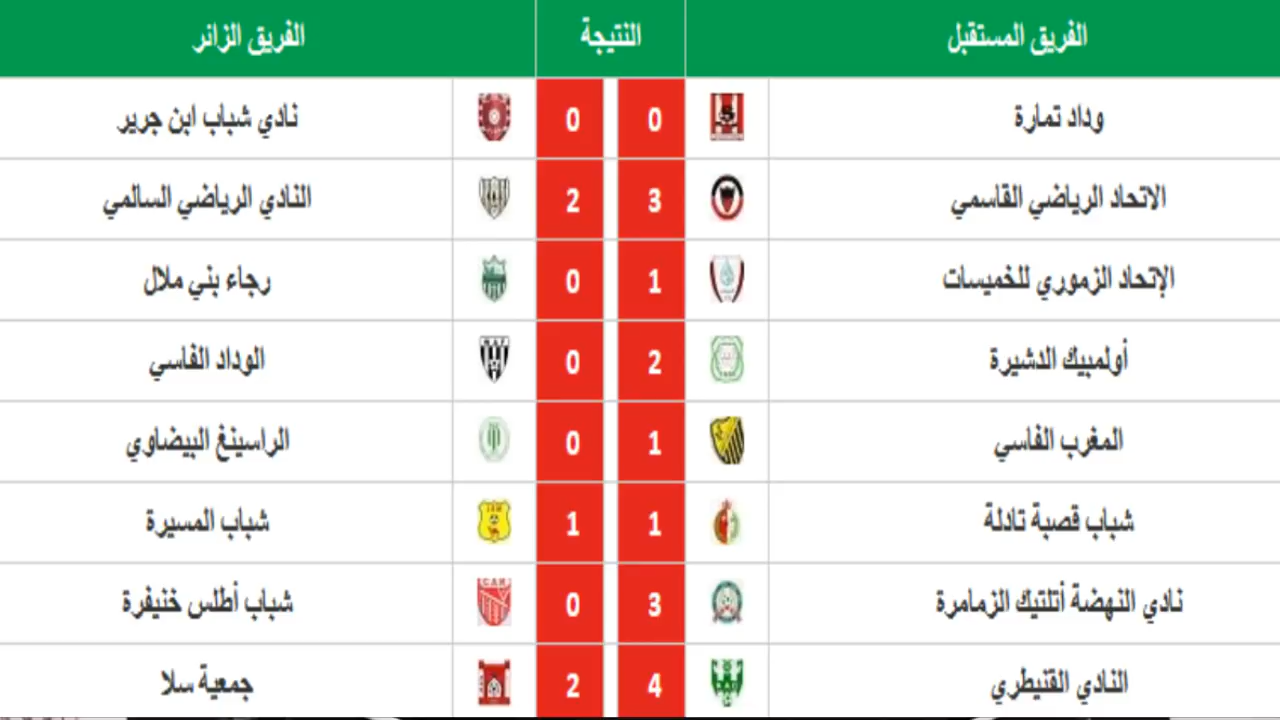 الفريق المستقبل النتيجة الفريق الزائر
وداد تمارة 0 0 نادي شباب ابن جرير
الاتحاد الرياضي القاسمي 3 2 النادي الرياضي السالمي
الإتحاد الزموري للخميسات 1 0 رجاء بني ملال
أولمبيك الدشيرة 2 0 الوداد الفاسي
المغرب الفاسي 1 0 الراسينغ البيضاوي
شباب قصبة تادلة 1 1 شباب المسيرة
نادي النهضة أتلتيك الزمامرة 3 0 شباب أطلس خنيفرة
النادي القنيطري 4 2 جمعية سلا